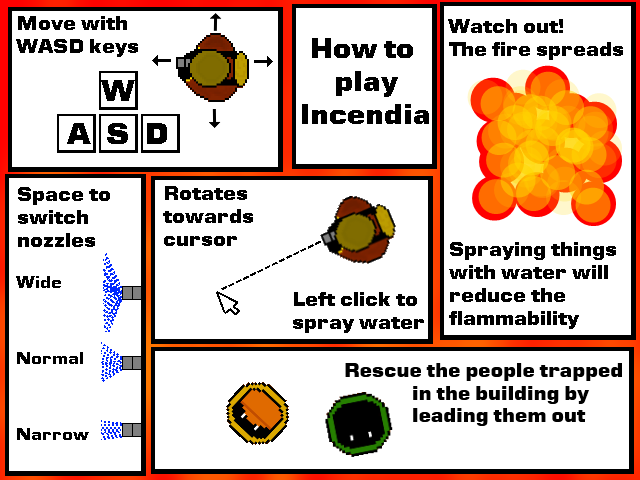 Move with
WASD keys
W
A S D
How to
play
Incendia
Watch out!
The fire spreads
Spraying things
with water will
reduce the
flammability
Space to
switch
nozzles
Wide
Normal
Narrow
Rotates
towards
cursor
Left click to
spray water
Rescue the people trapped
in the building by
leading them out